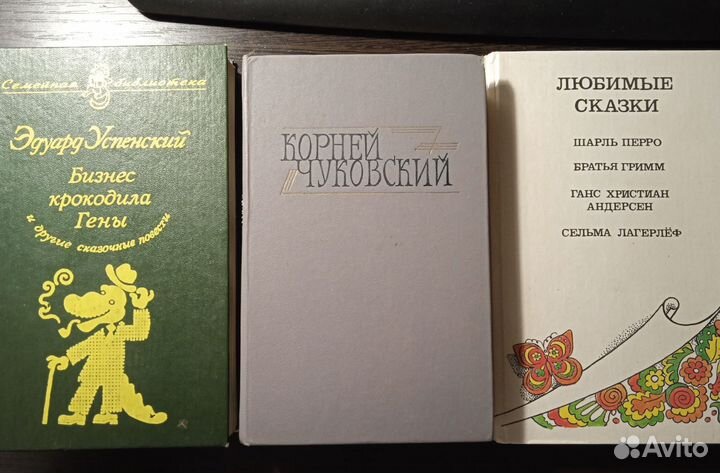 Семейная библиотека
Эдуард Успенский
Бизнес
крокодила
Гены
и другие сказочные повести
КОРНЕЙ
ЧУКОВСКИЙ
ЛЮБИМЫЕ
СКАЗКИ
ШАРЛЬ ПЕРРО
БРАТЬЯ ГРИММ
ГАНС ХРИСТИАН
АНДЕРСЕН
СЕЛЬМА ЛАГЕРЛЁФ
Avito